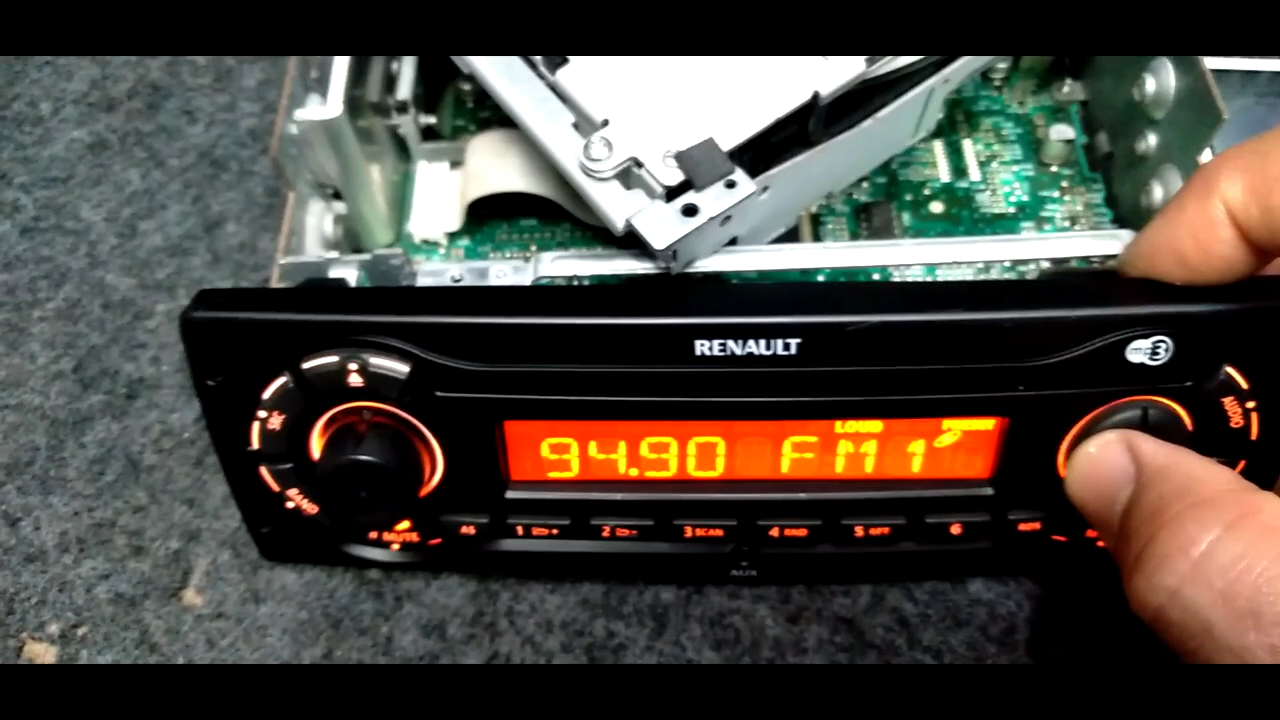 RENAULT
mp3
AUDIO
SRC
LOUD
94.90 FM1
BAND
MUTE
AS
1 +
2 -
3 SCAN
4 RND
5 RPT
6
AUX